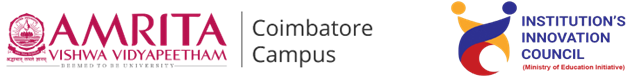 AMRITA
VISHWA VIDYAPEETHAM
DEEMED TO BE UNIVERSITY
Coimbatore
Campus
INSTITUTION'S
INNOVATION
COUNCIL
(Ministry of Education Initiative)